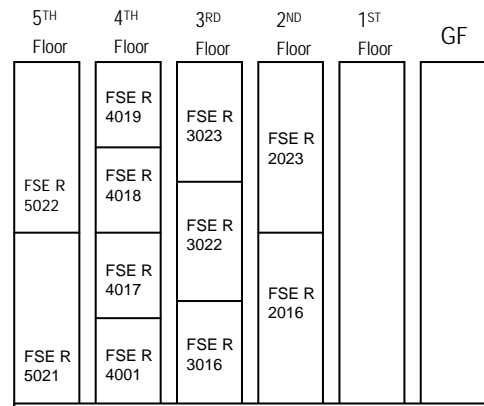 5TH Floor
4TH Floor
3RD Floor
2ND Floor
1ST Floor
GF
FSE R
5022
FSE R
5021
FSE R
4019
FSE R
4018
FSE R
4017
FSE R
4001
FSE R
3023
FSE R
3022
FSE R
3016
FSE R
2023
FSE R
2016